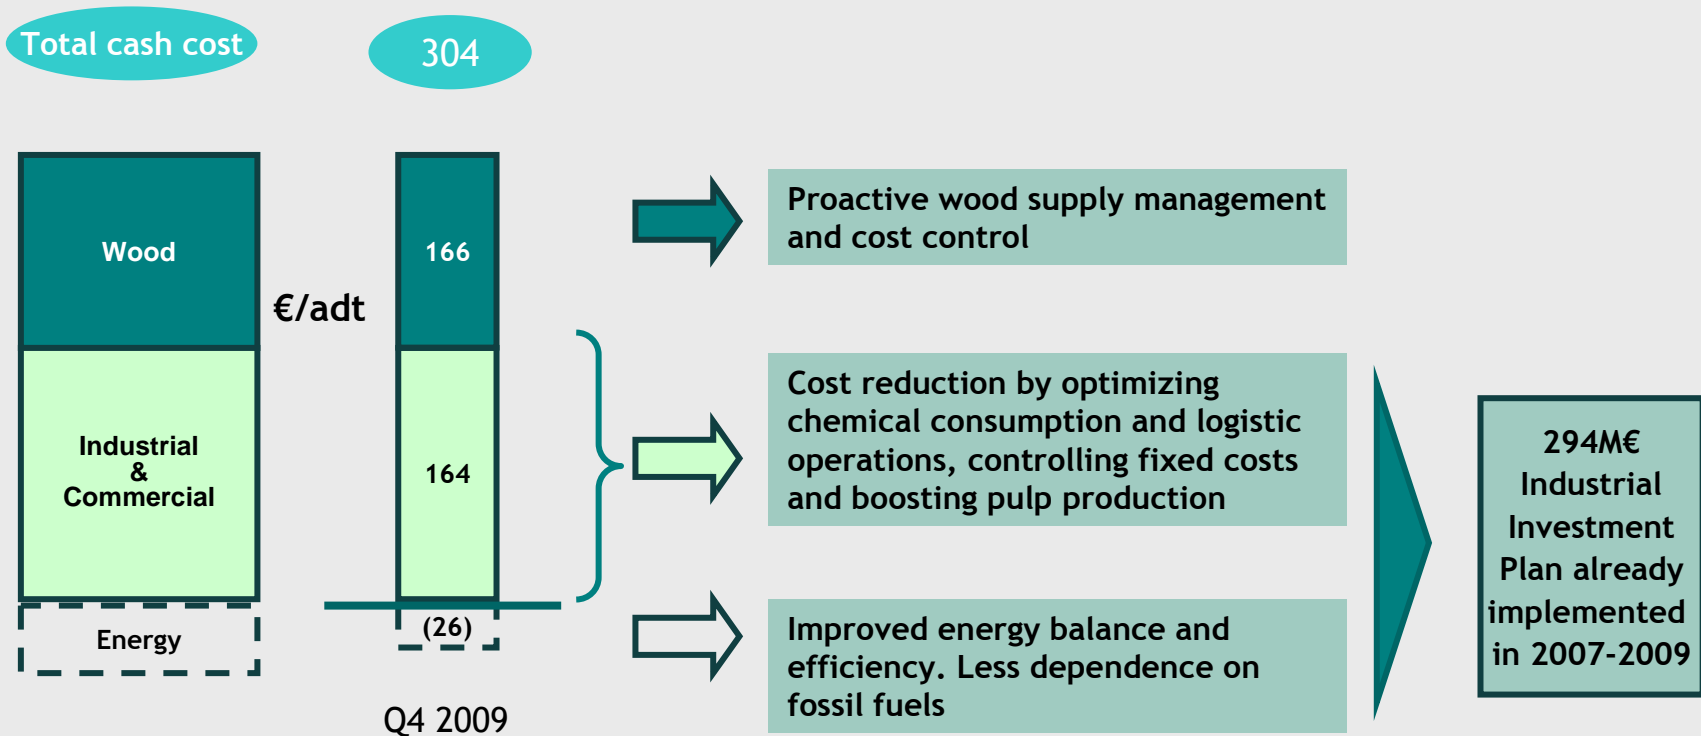 Total cash cost
304
Wood
166
€/adt
Industrial
&
Commercial
164
Energy
(26)
Q4 2009
Proactive wood supply management
and cost control
Cost reduction by optimizing
chemical consumption and logistic
operations, controlling fixed costs
and boosting pulp production
Improved energy balance and
efficiency. Less dependence on
fossil fuels
294M€
Industrial
Investment
Plan already
implemented
in 2007-2009